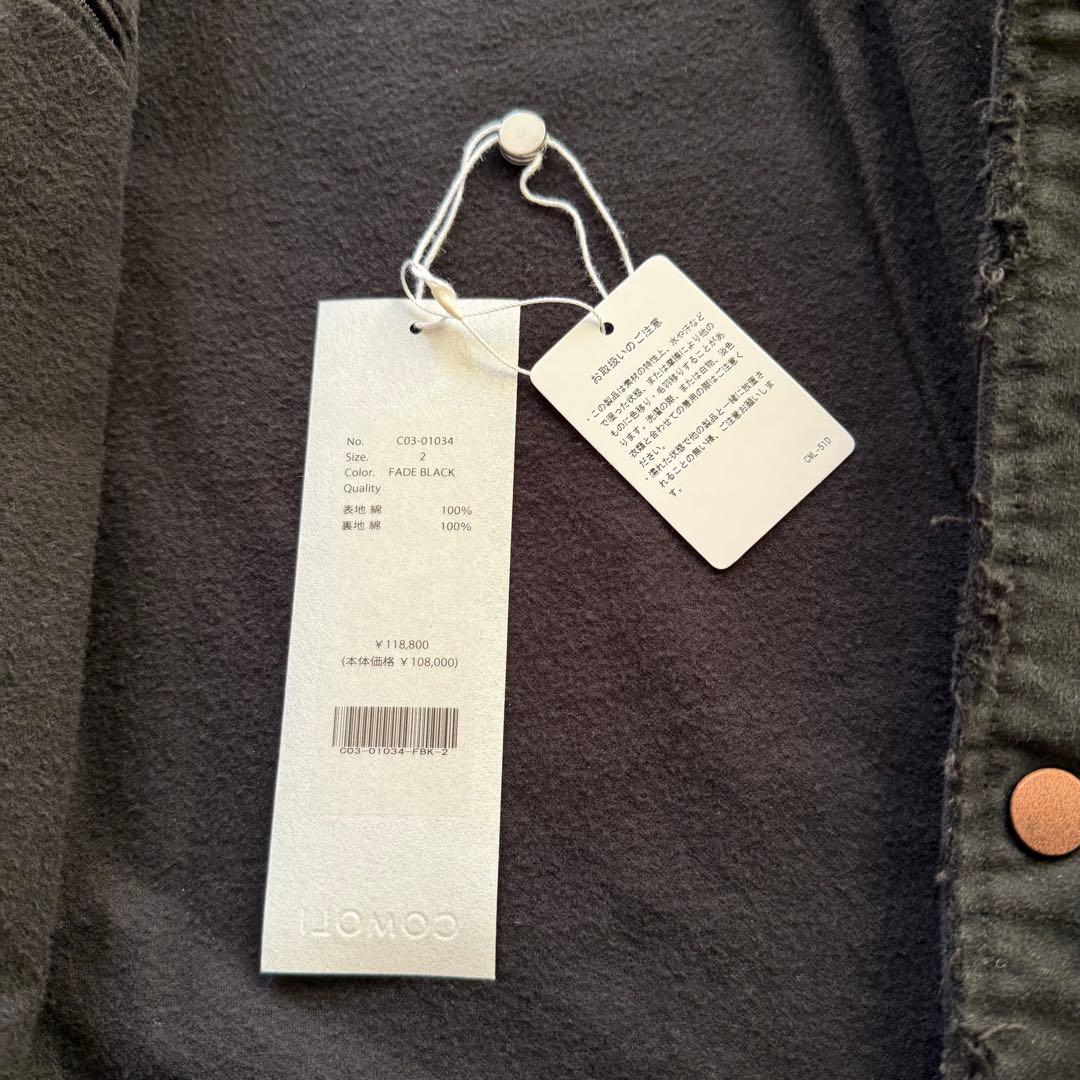 No. C03-01034
Size. 2
Color. FADE BLACK
Quality
表地 綿 100%
裏地 綿 100%
¥118,800
(本体価格 ¥108,000)
C03-01034-FBK-2
COMOLI
お取扱いのご注意
・この製品は素材の特性上、水や汗など
で湿った状態、または摩擦により他の
ものに色移り・毛羽移りすることがあ
ります。洗濯の際、または白物、淡色
衣類と合わせての着用の際はご注意く
ださい。
・濡れた状態で他の製品と一緒に放置さ
れることの無い様、ご注意お願いしま
す。
CML-51D